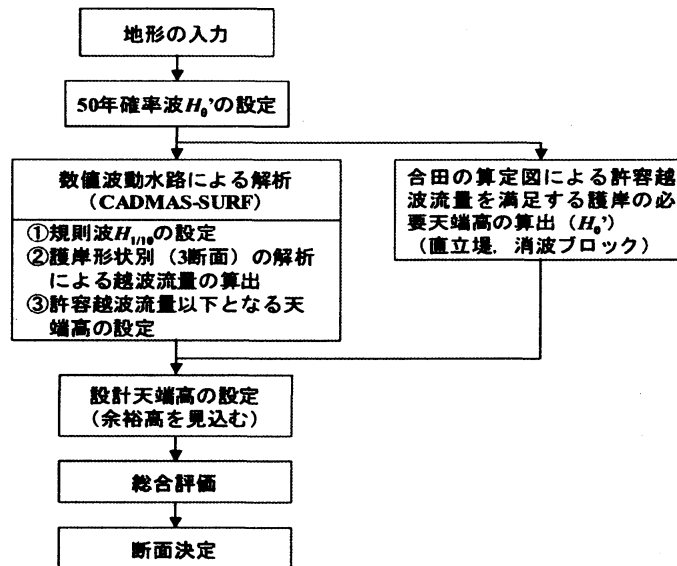 地形の入力
50年確率波H₀’の設定
数値波動水路による解析
(CADMAS-SURF)
①規則波H₁/₁₀の設定
②護岸形状別(3断面)の解析
による越波流量の算出
③許容越波流量以下となる天
端高の設定
合田の算定図による許容越
波流量を満足する護岸の必
要天端高の算出(H₀’)
(直立堤,消波ブロック)
設計天端高の設定
(余裕高を見込む)
総合評価
断面決定